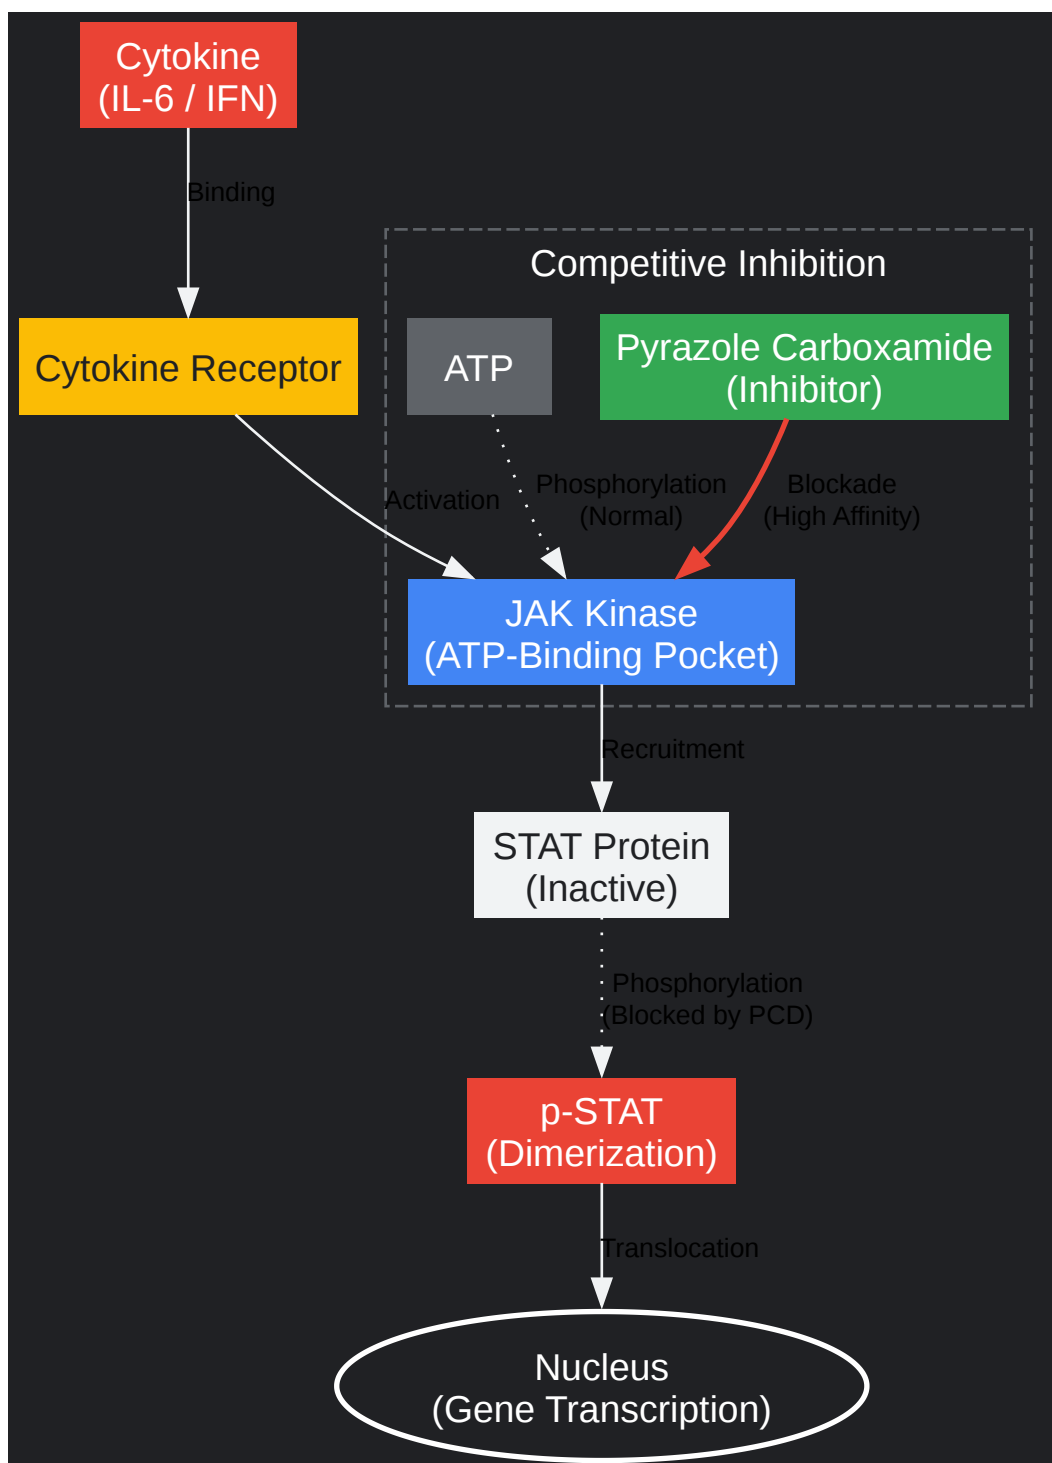 Cytokine
(IL-6 / IFN)
Binding
Competitive Inhibition
Cytokine Receptor
ATP
Pyrazole Carboxamide
(Inhibitor)
Activation
Phosphorylation
(Normal)
Blockade
(High Affinity)
JAK Kinase
(ATP-Binding Pocket)
Recruitment
STAT Protein
(Inactive)
Phosphorylation
(Blocked by PCD)
p-STAT
(Dimerization)
Translocation
Nucleus
(Gene Transcription)